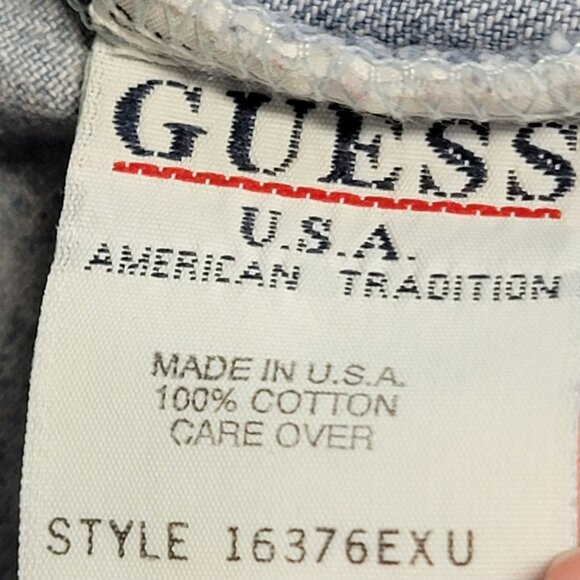 GUESS
U.S.A.
AMERICAN TRADITION
MADE IN U.S.A.
100% COTTON
CARE OVER
STYLE 16376EXU